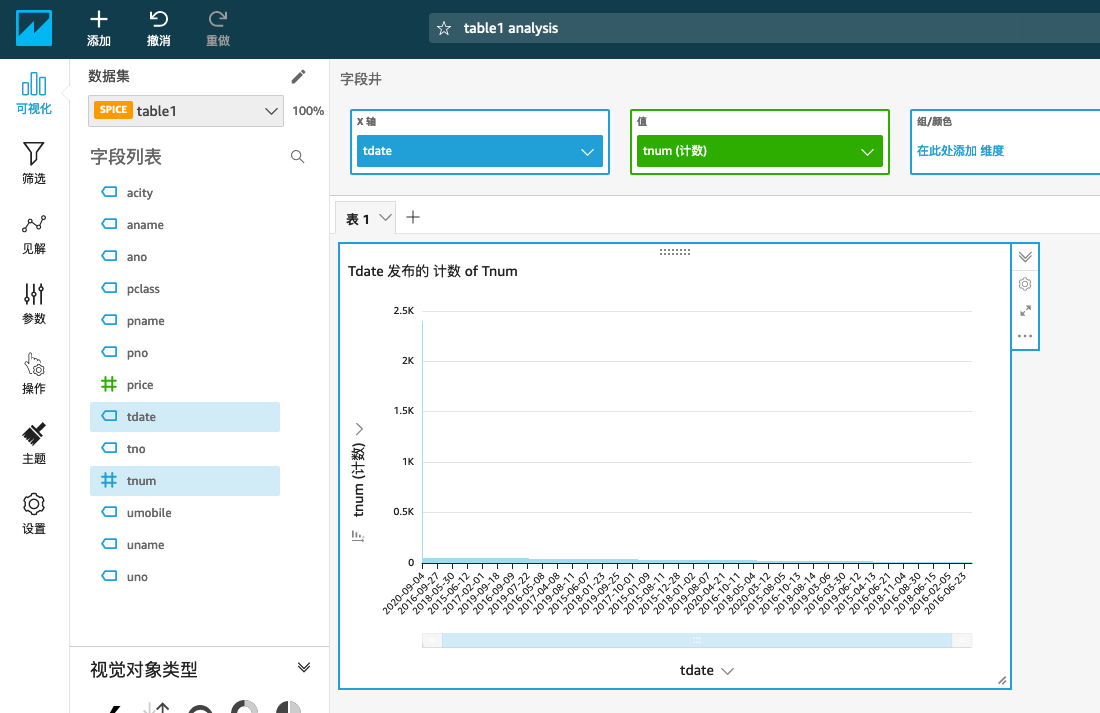 添加
撤消
重做
table1 analysis
可视化
筛选
见解
参数
操作
主题
设置
数据集
SPICE table1
100%
字段列表
acity
aname
ano
pclass
pname
pno
price
tdate
tno
tnum
umobile
uname
uno
视觉对象类型
字段井
X 轴
tdate
值
tnum (计数)
组/颜色
在此处添加 维度
表 1
Tdate 发布的 计数 of Tnum
2.5K
2K
1.5K
1K
0.5K
0
tnum (计数)
2020-09-04
2016-09-27
2018-05-30
2015-06-12
2017-02-01
2016-09-18
2016-09-09
2019-07-22
2016-05-08
2017-04-08
2019-08-11
2015-06-07
2018-01-23
2019-09-25
2017-10-01
2015-01-09
2015-08-11
2015-12-28
2018-01-02
2019-08-07
2020-04-21
2016-10-11
2018-05-04
2020-03-12
2015-08-05
2016-10-13
2018-08-14
2019-03-06
2016-03-30
2019-06-12
2015-04-13
2016-06-21
2018-11-04
2016-08-30
2018-06-15
2016-02-05
2016-06-23
tdate